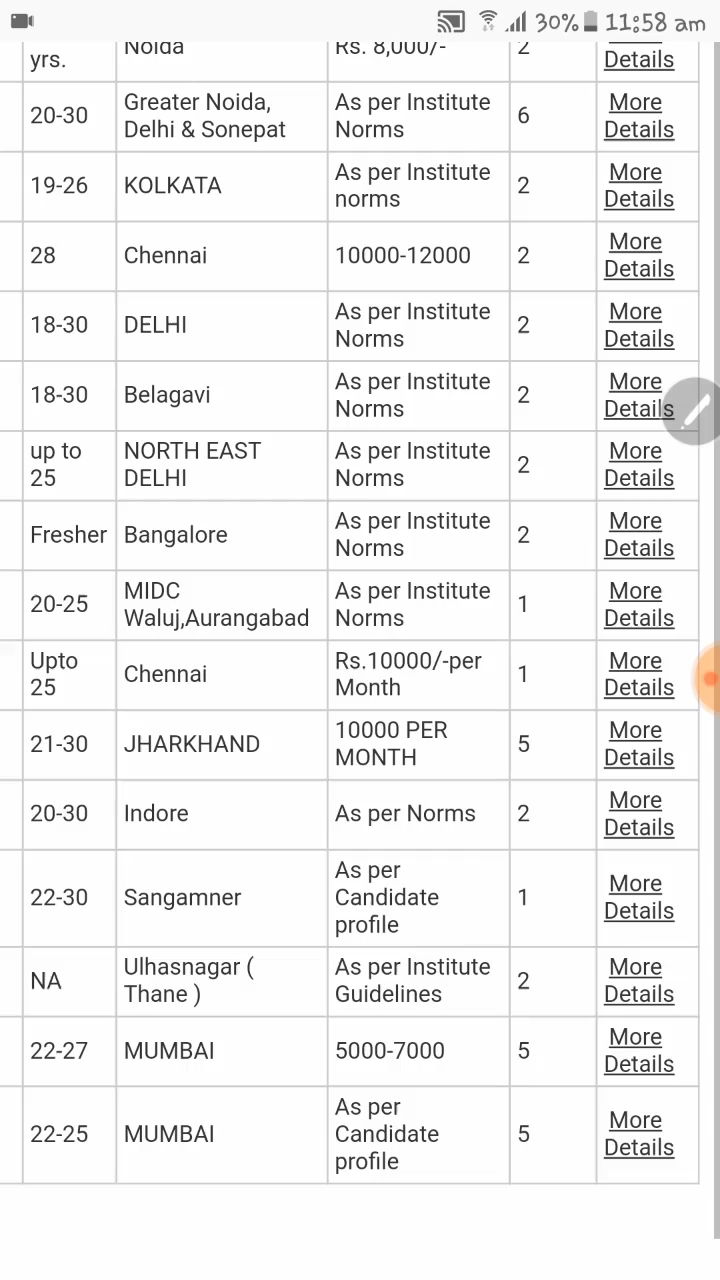 30% 11:58 am
yrs. Noida Rs. 8,000/- 2 Details
20-30 Greater Noida, Delhi & Sonepat As per Institute Norms 6 More Details
19-26 KOLKATA As per Institute norms 2 More Details
28 Chennai 10000-12000 2 More Details
18-30 DELHI As per Institute Norms 2 More Details
18-30 Belagavi As per Institute Norms 2 More Details
up to 25 NORTH EAST DELHI As per Institute Norms 2 More Details
Fresher Bangalore As per Institute Norms 2 More Details
20-25 MIDC Waluj,Aurangabad As per Institute Norms 1 More Details
Upto 25 Chennai Rs.10000/-per Month 1 More Details
21-30 JHARKHAND 10000 PER MONTH 5 More Details
20-30 Indore As per Norms 2 More Details
22-30 Sangamner As per Candidate profile 1 More Details
NA Ulhasnagar ( Thane ) As per Institute Guidelines 2 More Details
22-27 MUMBAI 5000-7000 5 More Details
22-25 MUMBAI As per Candidate profile 5 More Details